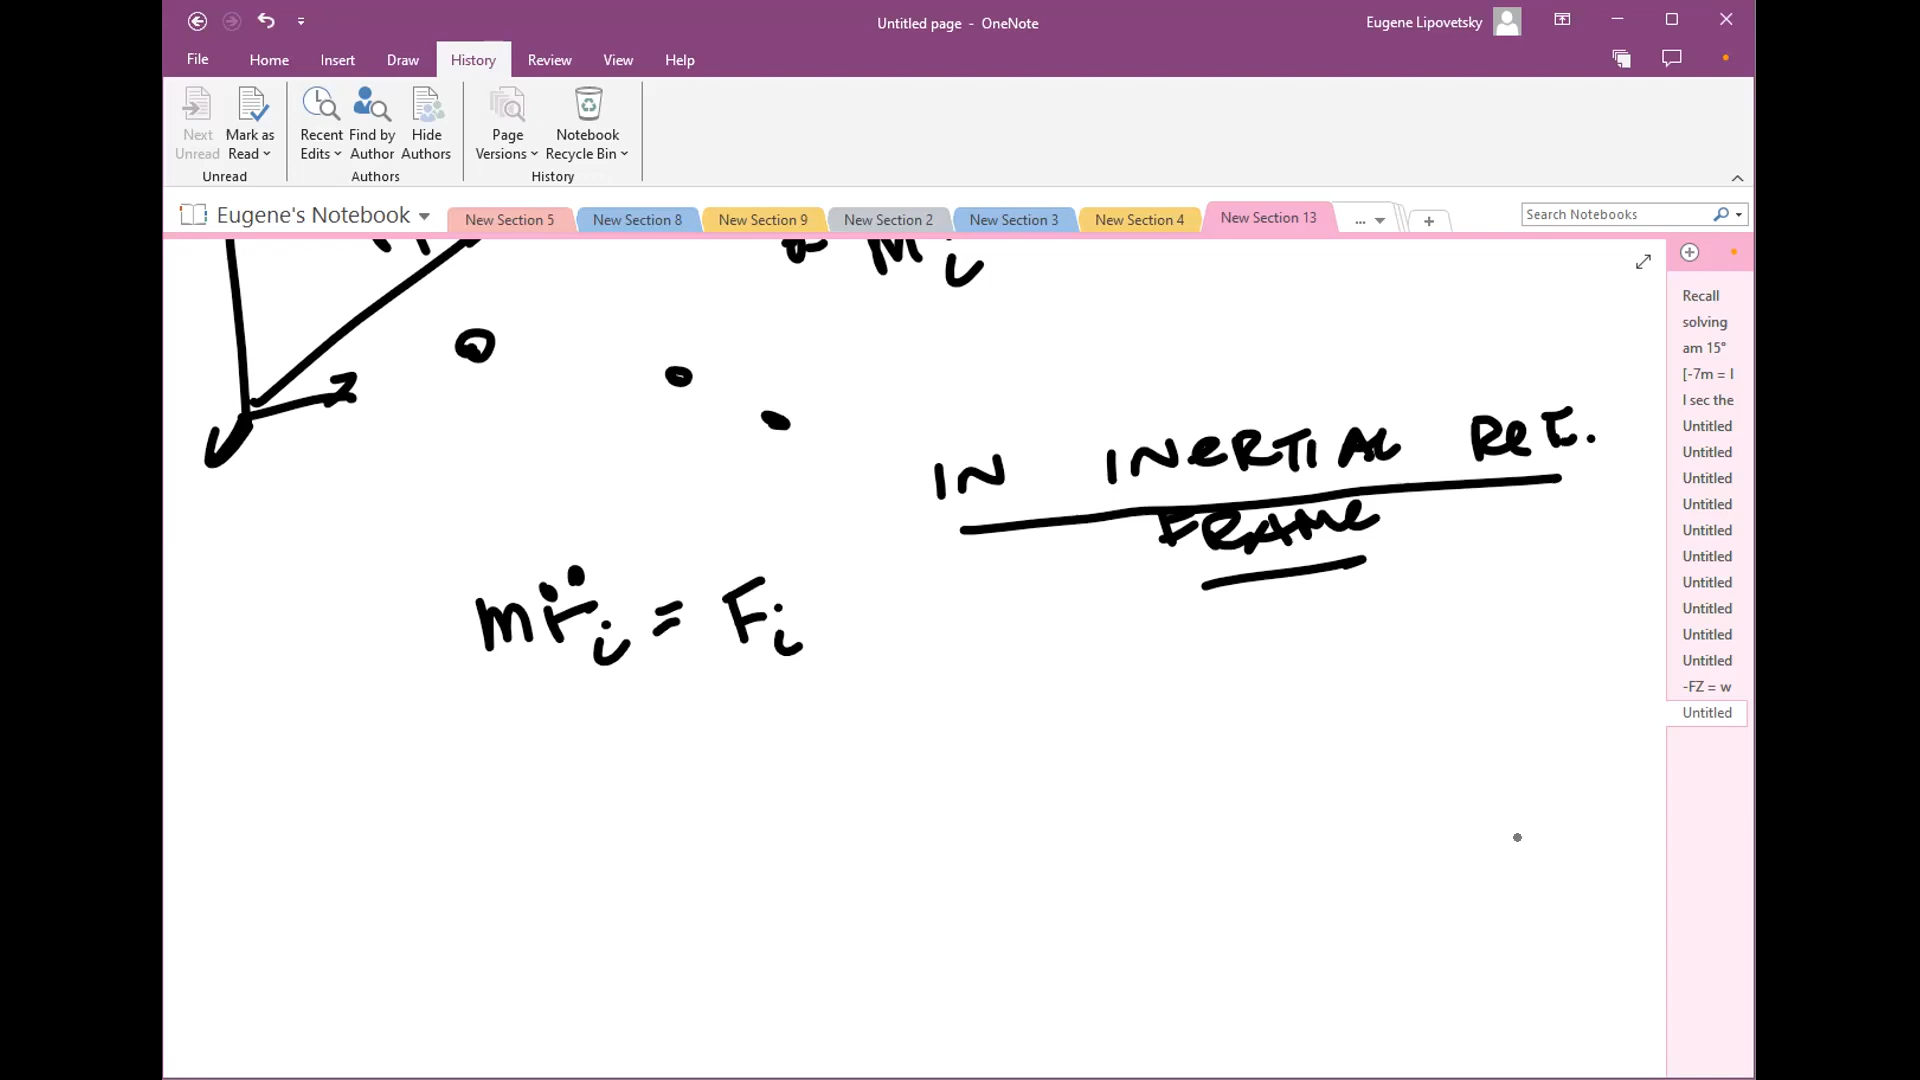 Untitled page - OneNote
Eugene Lipovetsky
File Home Insert Draw History Review View Help
Next Unread
Mark as Read
Recent Edits
Find by Author
Hide Authors
Page Versions
Notebook Recycle Bin
Unread Authors History
Eugene's Notebook
New Section 5 New Section 8 New Section 9 New Section 2 New Section 3 New Section 4 New Section 13 ... +
Search Notebooks
Recall
solving
am 15°
[-7m = I
I sec the
Untitled
Untitled
Untitled
Untitled
Untitled
Untitled
Untitled
Untitled
Untitled
Untitled
-FZ = w
Untitled
M i
IN INERTIAL REF.
FRAME
m r̈ i = F i